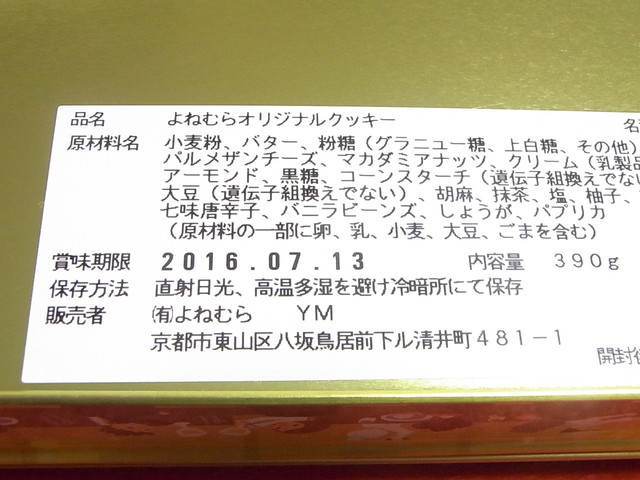 品名 よねむらオリジナルクッキー
原材料名 小麦粉、バター、粉糖（グラニュー糖、上白糖、その他）
パルメザンチーズ、マカダミアナッツ、クリーム（乳製品
アーモンド、黒糖、コーンスターチ（遺伝子組換えでない
大豆（遺伝子組換えでない）、胡麻、抹茶、塩、柚子、
七味唐辛子、バニラビーンズ、しょうが、パプリカ
（原材料の一部に卵、乳、小麦、大豆、ごまを含む）
賞味期限 2016.07.13 内容量 390g
保存方法 直射日光、高温多湿を避け冷暗所にて保存
販売者 ㈲よねむら YM
京都市東山区八坂鳥居前下ル清井町481－1
開封後